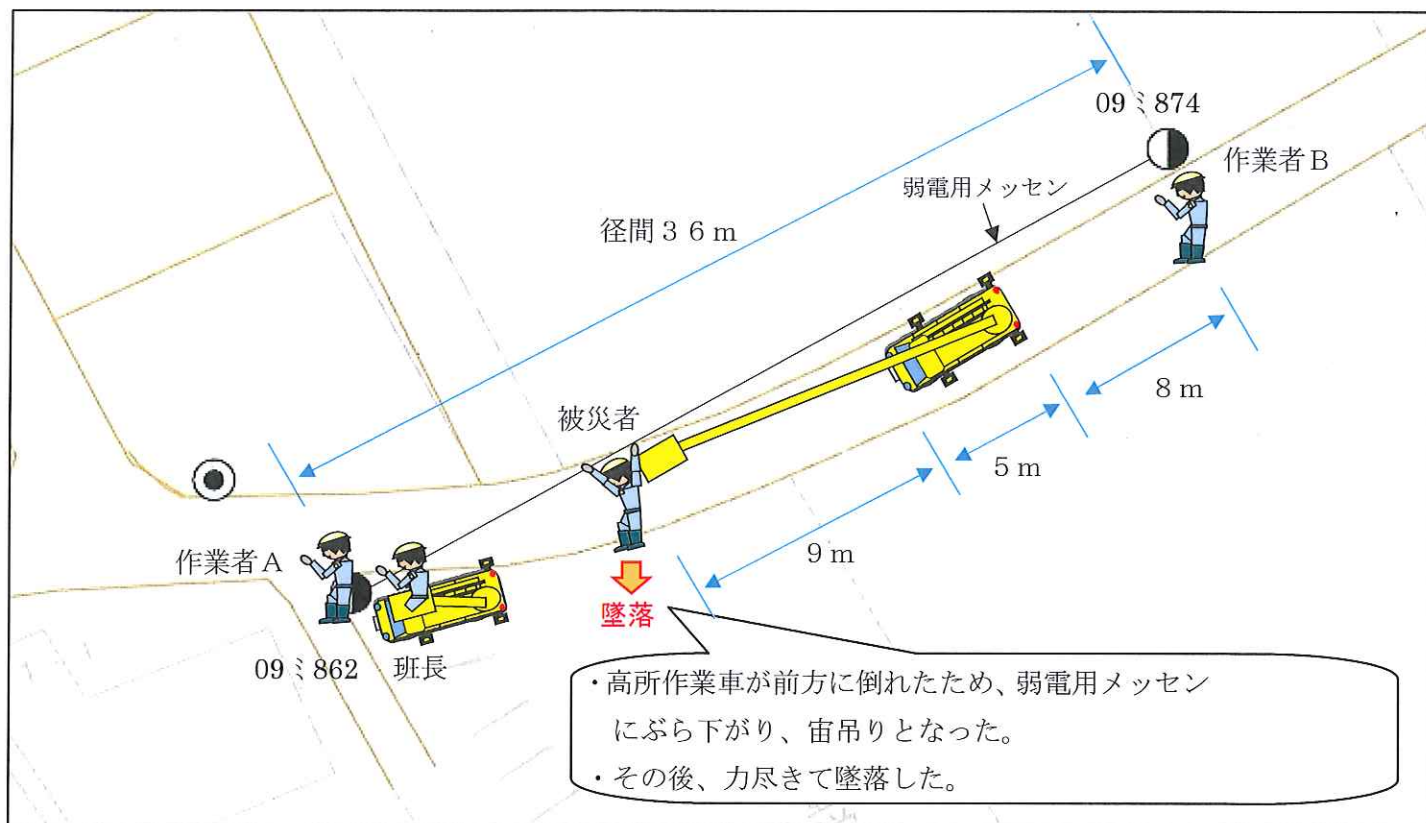 09ミ874
作業者B
弱電用メッセン
径間36m
8m
被災者
5m
9m
作業者A
墜落
09ミ862
班長
・高所作業車が前方に倒れたため、弱電用メッセン
にぶら下がり、宙吊りとなった。
・その後、力尽きて墜落した。